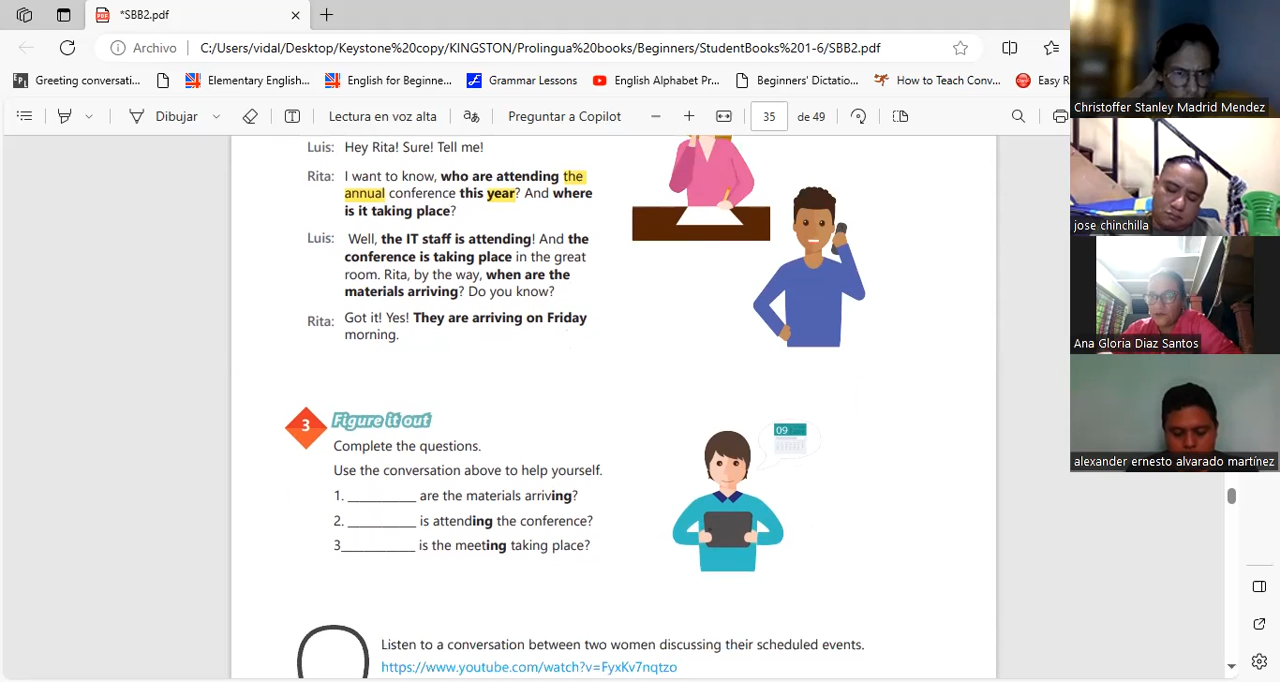 *SBB2.pdf
Archivo C:/Users/vidal/Desktop/Keystone%20copy/KINGSTON/Prolingua%20books/Beginners/StudentBooks%201-6/SBB2.pdf
Greeting conversati... Elementary English... English for Beginne... Grammar Lessons English Alphabet Pr... Beginners' Dictatio... How to Teach Conv... Easy R
Dibujar Lectura en voz alta aあ Preguntar a Copilot 35 de 49
Luis: Hey Rita! Sure! Tell me!
Rita: I want to know, who are attending the
annual conference this year? And where
is it taking place?
Luis: Well, the IT staff is attending! And the
conference is taking place in the great
room. Rita, by the way, when are the
materials arriving? Do you know?
Rita: Got it! Yes! They are arriving on Friday
morning.
3 Figure it out
Complete the questions.
Use the conversation above to help yourself.
1. __________ are the materials arriving?
2. __________ is attending the conference?
3___________ is the meeting taking place?
09
Listen to a conversation between two women discussing their scheduled events.
https://www.youtube.com/watch?v=FyxKv7nqtzo
Christoffer Stanley Madrid Mendez
jose chinchilla
Ana Gloria Diaz Santos
alexander ernesto alvarado martínez